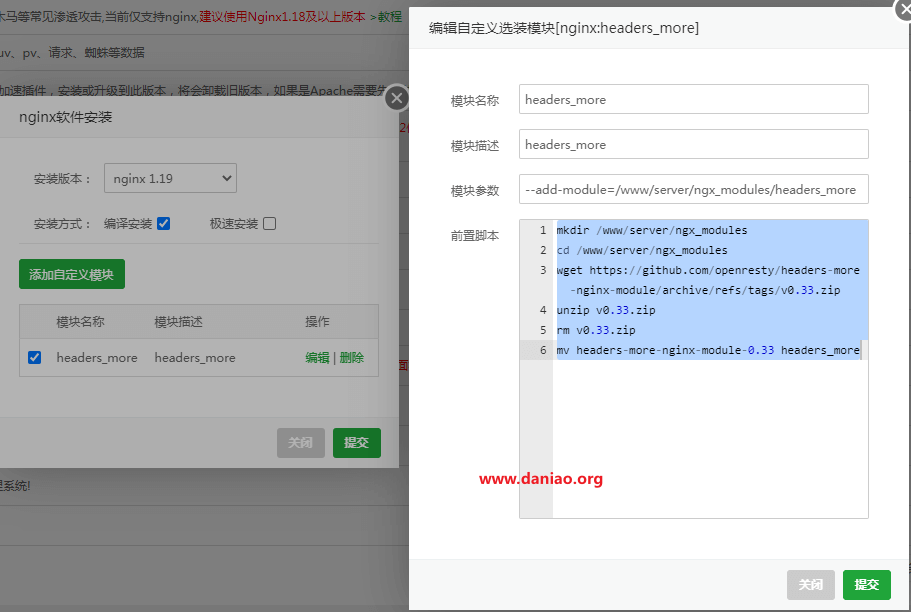 木马等常见渗透攻击,当前仅支持nginx,建议使用Nginx1.18及以上版本 >教程
uv、pv、请求、蜘蛛等数据
加速插件，安装或升级到此版本，将会卸载旧版本，如果是Apache需要先
nginx软件安装
安装版本： nginx 1.19
安装方式： 编译安装 极速安装
添加自定义模块
模块名称 模块描述 操作
headers_more headers_more 编辑 | 删除
面
关闭 提交
理系统!
编辑自定义选装模块[nginx:headers_more]
模块名称 headers_more
模块描述 headers_more
模块参数 --add-module=/www/server/ngx_modules/headers_more
前置脚本
1 mkdir /www/server/ngx_modules
2 cd /www/server/ngx_modules
3 wget https://github.com/openresty/headers-more
-nginx-module/archive/refs/tags/v0.33.zip
4 unzip v0.33.zip
5 rm v0.33.zip
6 mv headers-more-nginx-module-0.33 headers_more
www.daniao.org
关闭 提交